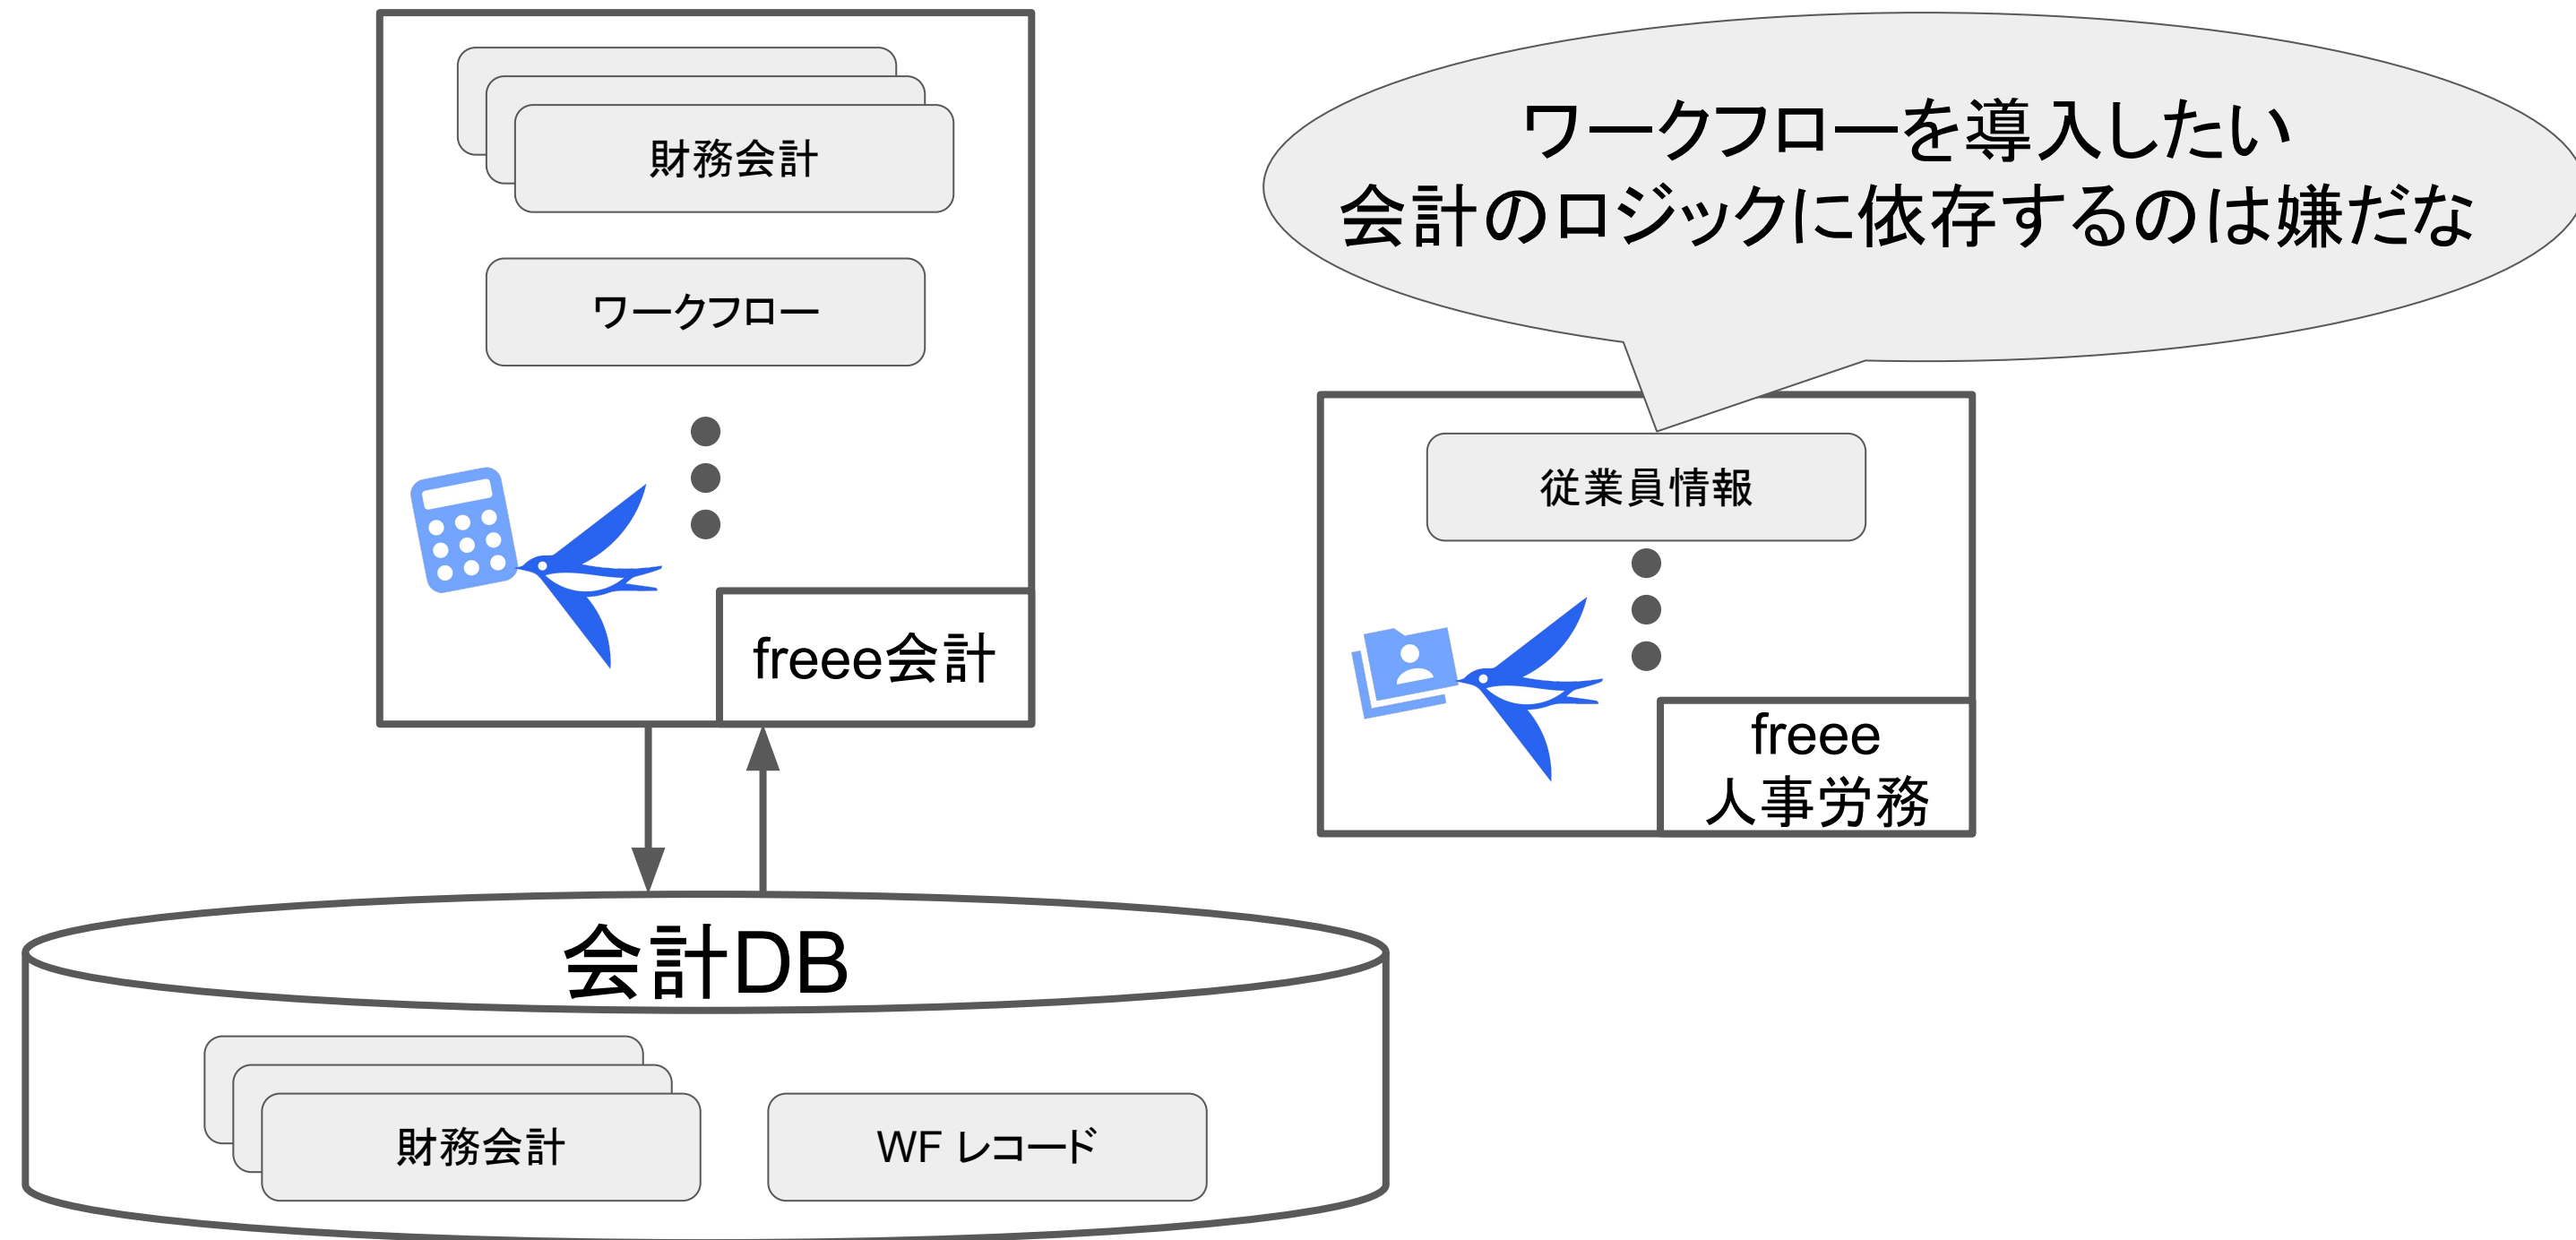 財務会計
ワークフロー
freee会計
ワークフローを導入したい
会計のロジックに依存するのは嫌だな
従業員情報
freee
人事労務
会計DB
財務会計
WF レコード